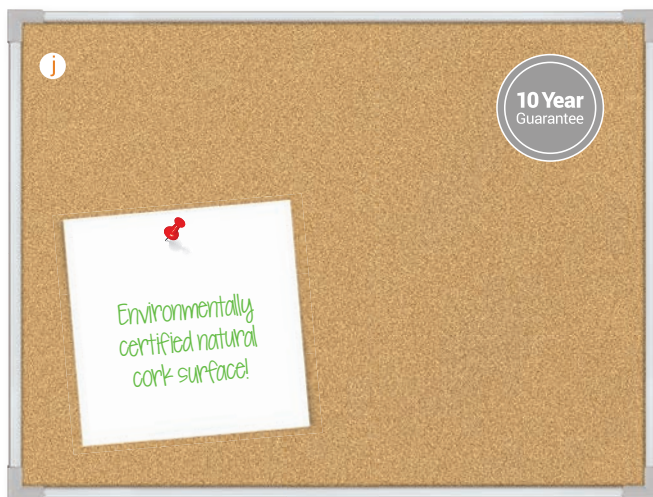 j
10 Year
Guarantee
Environmentally
certified natural
cork surface!